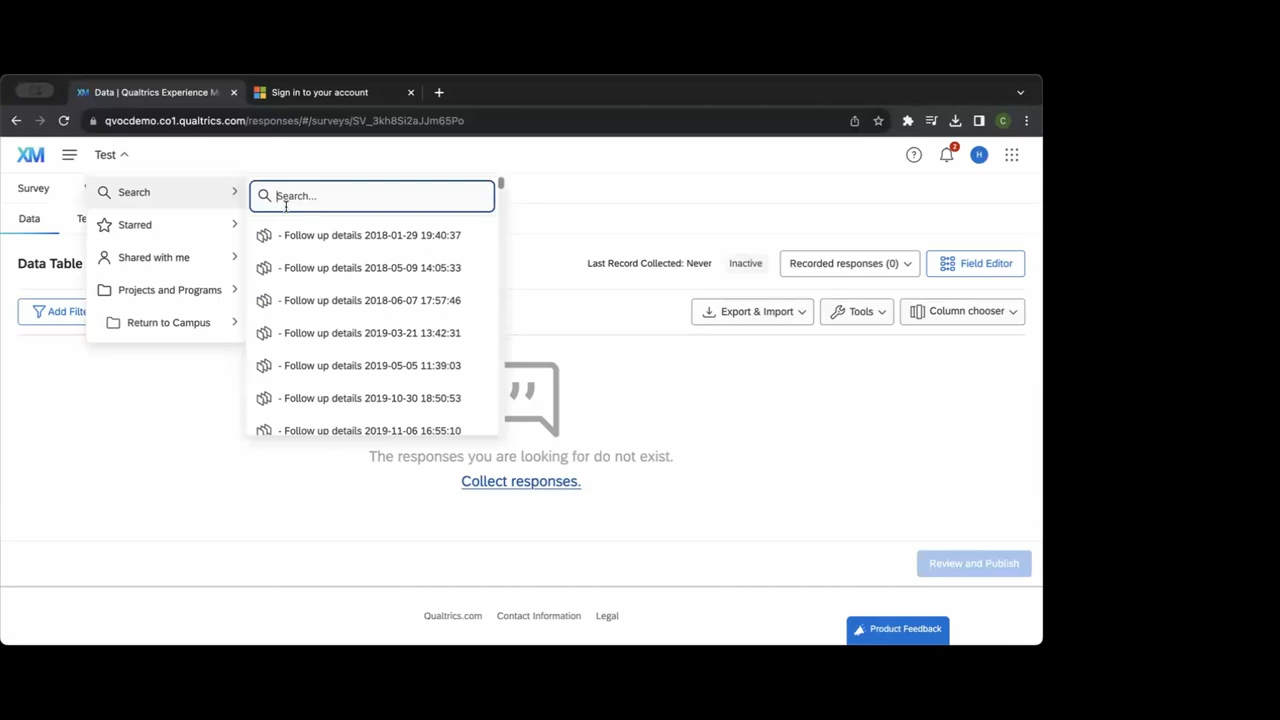 Data | Qualtrics Experience M
Sign in to your account
qvocdemo.co1.qualtrics.com/responses/#/surveys/SV_3kh8Si2aJJm65Po
C
XM
Test
2
H
Survey
Search
Search...
Data
Te
Starred
- Follow up details 2018-01-29 19:40:37
Shared with me
- Follow up details 2018-05-09 14:05:33
Data Table
Last Record Collected: Never
Inactive
Recorded responses (0)
Field Editor
Projects and Programs
- Follow up details 2018-06-07 17:57:46
Add Filte
Return to Campus
- Follow up details 2019-03-21 13:42:31
Export & Import
Tools
Column chooser
- Follow up details 2019-05-05 11:39:03
- Follow up details 2019-10-30 18:50:53
- Follow up details 2019-11-06 16:55:10
The responses you are looking for do not exist.
Collect responses.
Review and Publish
Qualtrics.com
Contact Information
Legal
Product Feedback